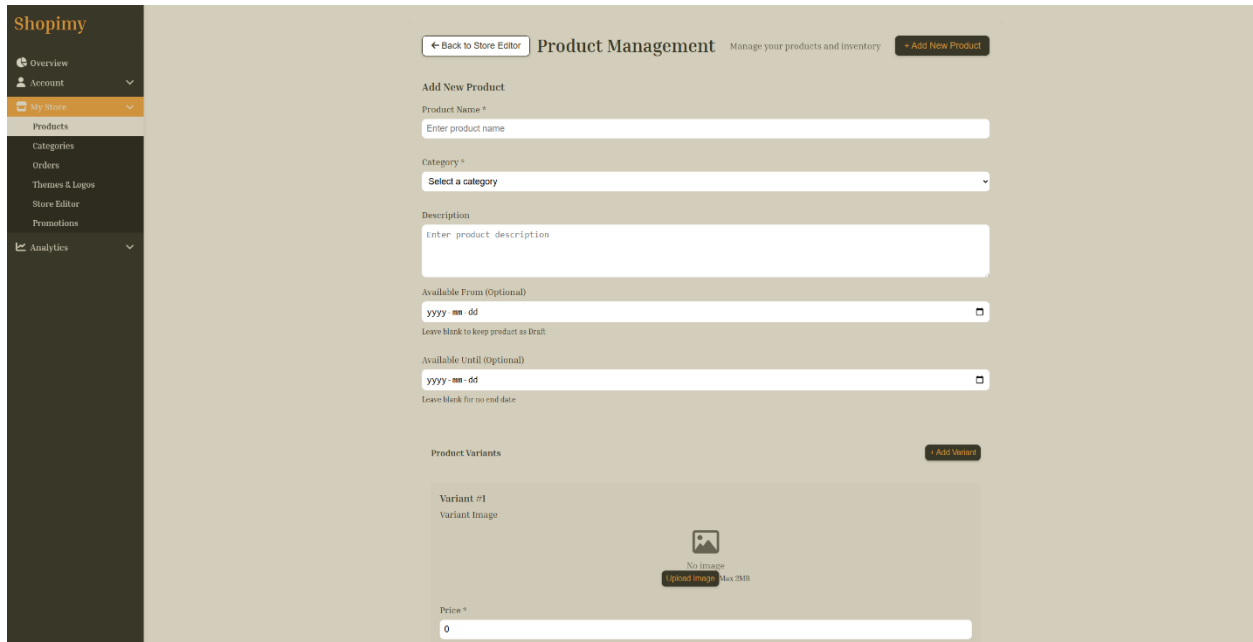 Shopimy
Overview
Account
My Store
Products
Categories
Orders
Themes & Logos
Store Editor
Promotions
Analytics
← Back to Store Editor Product Management Manage your products and inventory + Add New Product
Add New Product
Product Name *
Enter product name
Category *
Select a category
Description
Enter product description
Available From (Optional)
yyyy-mm-dd
Leave blank to keep product as Draft
Available Until (Optional)
yyyy-mm-dd
Leave blank for no end date
Product Variants + Add Variant
Variant #1
Variant Image
No image
Upload Image Max 2MB
Price *
0